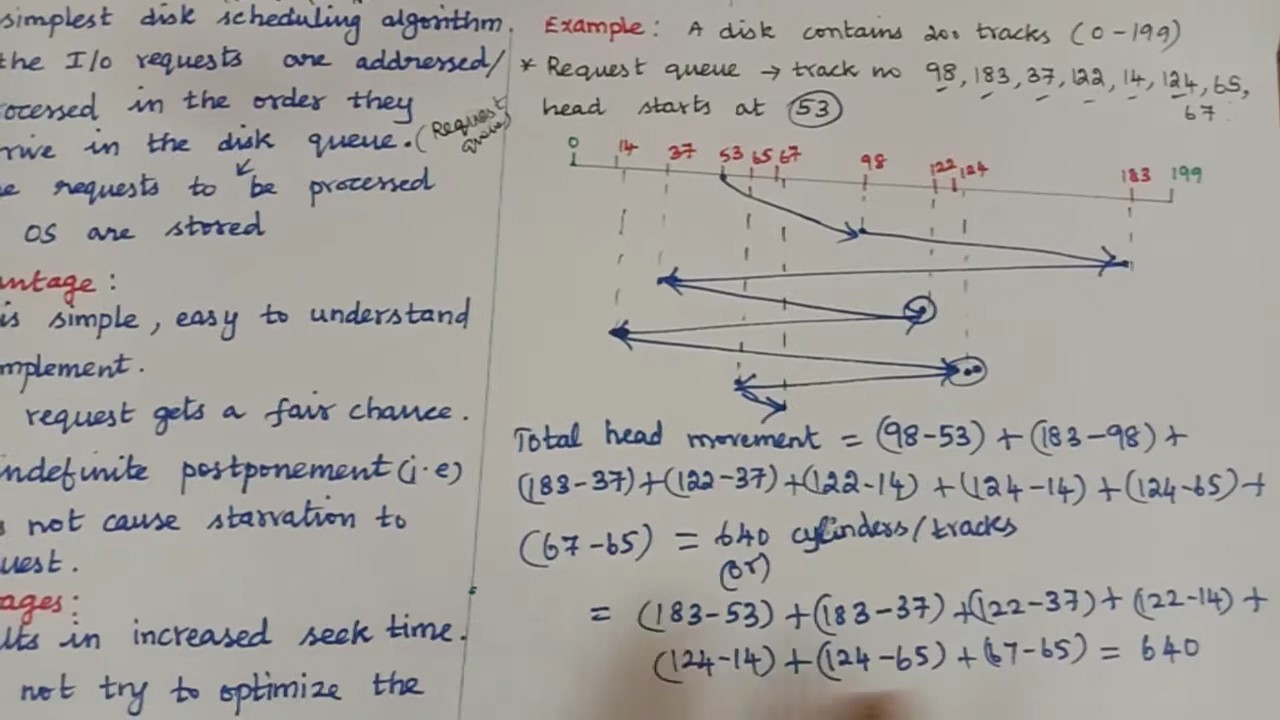 simplest disk scheduling algorithm.
the I/o requests are addressed/
ocessed in the order they
rive in the disk queue. (Request queue)
e requests to be processed
OS are stored
antage :
is simple, easy to understand
mplement.
request gets a fair chance.
indefinite postponement (i.e)
s not cause starvation to
uest.
ages:
lts in increased seek time.
not try to optimize the
Example: A disk contains 200 tracks (0-199)
* Request queue → track no 98, 183, 37, 122, 14, 124, 65,
67
head starts at 53
0 14 37 53 65 67 98 122 124 183 199
Total head movement = (98-53) + (183-98) +
(183-37)+(122-37)+(122-14) + (124-14) + (124-65) +
(67-65) = 640 cylinders/tracks
(or)
= (183-53) + (183-37) + (122-37) + (122-14) +
(124-14) + (124-65) + (67-65) = 640